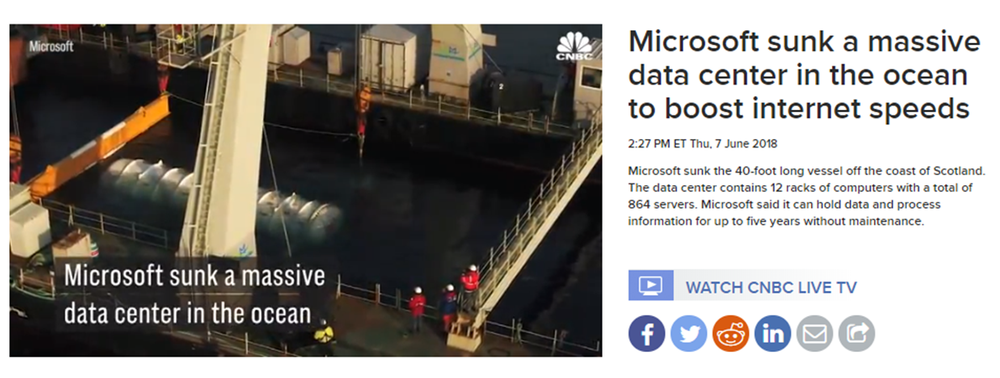 Microsoft
CNBC
Microsoft sunk a massive
data center in the ocean
Microsoft sunk a massive
data center in the ocean
to boost internet speeds
2:27 PM ET Thu, 7 June 2018
Microsoft sunk the 40-foot long vessel off the coast of Scotland.
The data center contains 12 racks of computers with a total of
864 servers. Microsoft said it can hold data and process
information for up to five years without maintenance.
WATCH CNBC LIVE TV